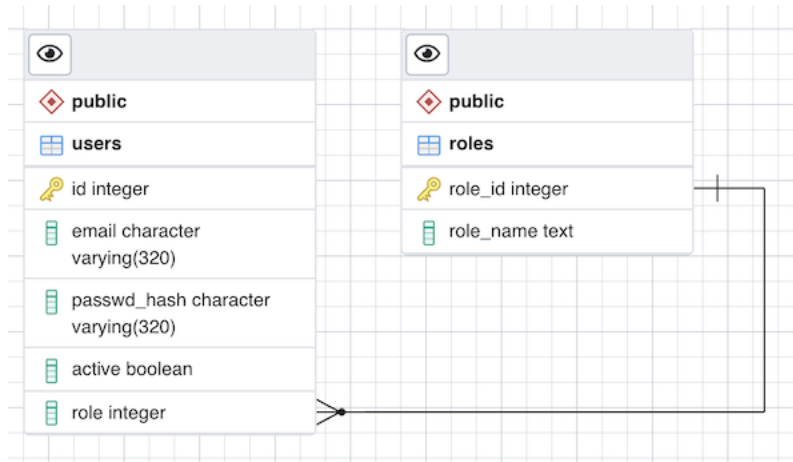 public
users
id integer
email character
varying(320)
passwd_hash character
varying(320)
active boolean
role integer
public
roles
role_id integer
role_name text